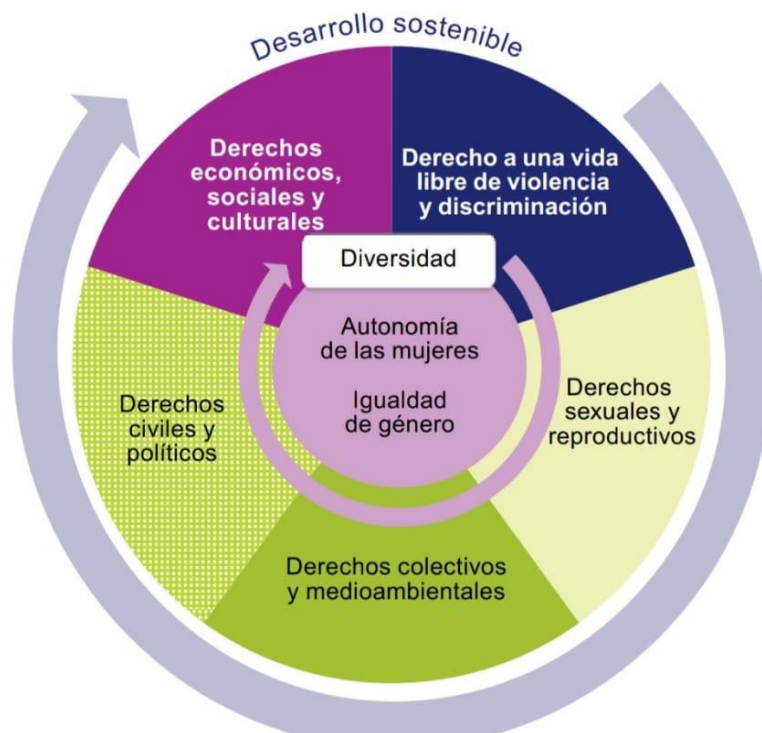 Desarrollo sostenible
Derechos
económicos,
sociales y
culturales
Derecho a una vida
libre de violencia
y discriminación
Diversidad
Autonomía
de las mujeres
Igualdad
de género
Derechos
civiles y
políticos
Derechos
sexuales y
reproductivos
Derechos colectivos
y medioambientales